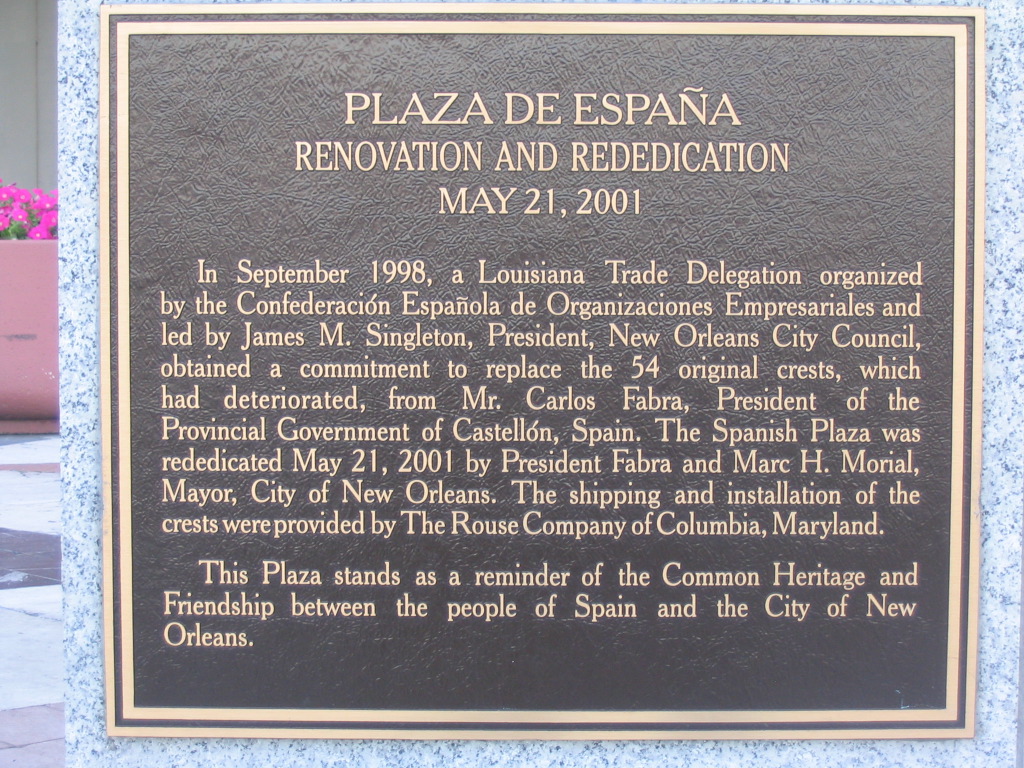 PLAZA DE ESPAÑA
RENOVATION AND REDEDICATION
MAY 21, 2001
In September 1998, a Louisiana Trade Delegation organized
by the Confederación Española de Organizaciones Empresariales and
led by James M. Singleton, President, New Orleans City Council,
obtained a commitment to replace the 54 original crests, which
had deteriorated, from Mr. Carlos Fabra, President of the
Provincial Government of Castellón, Spain. The Spanish Plaza was
rededicated May 21, 2001 by President Fabra and Marc H. Morial,
Mayor, City of New Orleans. The shipping and installation of the
crests were provided by The Rouse Company of Columbia, Maryland.
This Plaza stands as a reminder of the Common Heritage and
Friendship between the people of Spain and the City of New
Orleans.